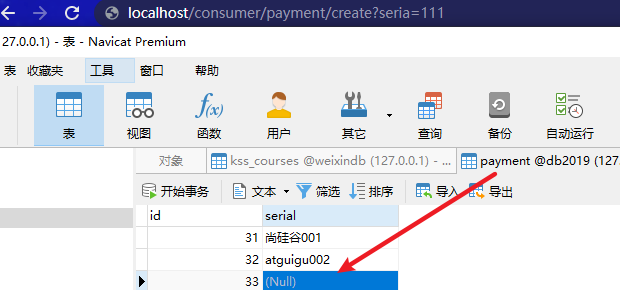 localhost/consumer/payment/create?seria=111
27.0.0.1) - 表 - Navicat Premium
表 收藏夹 工具 窗口 帮助
表 视图 函数 用户 其它 查询 备份 自动运行
对象 kss_courses @weixindb (127.0.0.1) - ... payment @db2019 (127
开始事务 文本 筛选 排序 导入 导出
id serial
31 尚硅谷001
32 atguigu002
33 (Null)